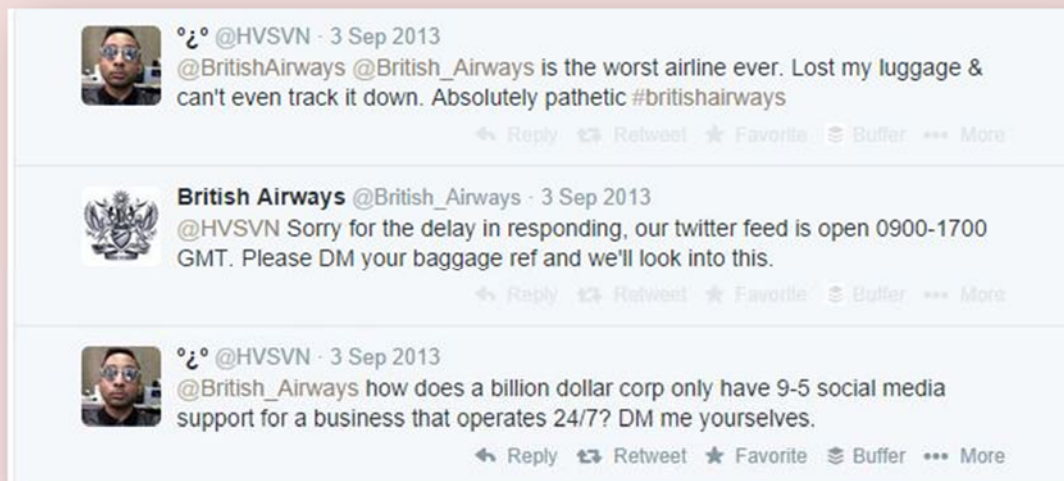 °¿° @HVSVN · 3 Sep 2013
@BritishAirways @British_Airways is the worst airline ever. Lost my luggage &
can't even track it down. Absolutely pathetic #britishairways
Reply Retweet Favorite Buffer More
British Airways @British_Airways · 3 Sep 2013
@HVSVN Sorry for the delay in responding, our twitter feed is open 0900-1700
GMT. Please DM your baggage ref and we'll look into this.
Reply Retweet Favorite Buffer More
°¿° @HVSVN · 3 Sep 2013
@British_Airways how does a billion dollar corp only have 9-5 social media
support for a business that operates 24/7? DM me yourselves.
Reply Retweet Favorite Buffer More